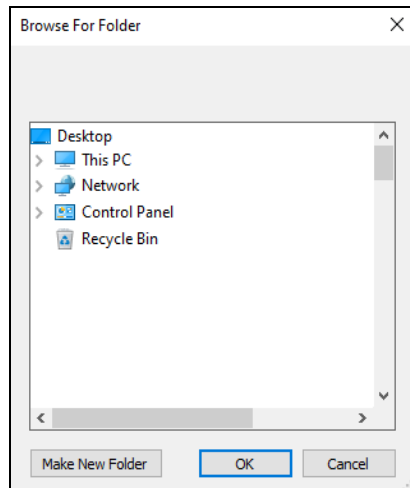 Browse For Folder
Desktop
This PC
Network
Control Panel
Recycle Bin
Make New Folder
OK
Cancel